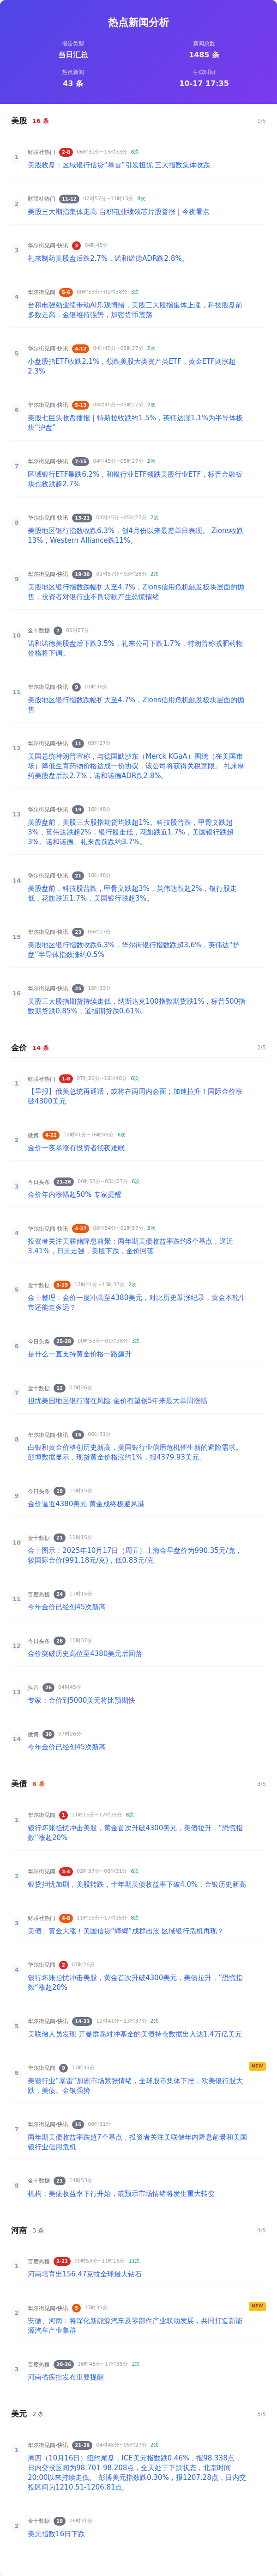 热点新闻分析
报告类型
当日汇总
新闻总数
1485 条
热点新闻
43 条
生成时间
10-17 17:35
美股 16 条 1/5
1
财联社热门 2-8 06时31分~15时33分 8次
美股收盘：区域银行信贷“暴雷”引发担忧 三大指数集体收跌
2
财联社热门 11-12 02时57分~11时15分 8次
美股三大期指集体走高 台积电业绩领芯片股普涨 | 今夜看点
3
华尔街见闻-快讯 3 04时45分
礼来制药美股盘后跌2.7%，诺和诺德ADR跌2.8%。
4
华尔街见闻 5-6 00时53分~01时38分 3次
台积电强劲业绩带动AI乐观情绪，美股三大股指集体上涨，科技股盘前
多数走高，金银维持强势，加密货币震荡
5
华尔街见闻-快讯 4-12 04时45分~05时27分 2次
小盘股指ETF收跌2.1%，领跌美股大类资产类ETF，黄金ETF则涨超
2.3%
6
华尔街见闻-快讯 5-13 04时45分~05时27分 2次
美股七巨头收盘播报｜特斯拉收跌约1.5%，英伟达涨1.1%为半导体板
块“护盘”
7
华尔街见闻-快讯 7-15 04时45分~05时27分 2次
区域银行ETF暴跌6.2%，和银行业ETF领跌美股行业ETF，标普金融板
块也收跌超2.7%
8
华尔街见闻-快讯 13-21 04时45分~05时27分 2次
美股地区银行指数收跌6.3%，创4月份以来最差单日表现。 Zions收跌
13%，Western Alliance跌11%。
9
华尔街见闻-快讯 19-30 02时57分~03时28分 2次
美股地区银行指数跌幅扩大至4.7%，Zions信用危机触发板块层面的抛
售，投资者对银行业不良贷款产生恐慌情绪
10
金十数据 7 05时27分
诺和诺德美股盘后下跌3.5%，礼来公司下跌1.7%，特朗普称减肥药物
价格将下调。
11
华尔街见闻-快讯 9 01时38分
美股地区银行指数跌幅扩大至4.7%，Zions信用危机触发板块层面的抛
售
12
华尔街见闻-快讯 11 05时27分
美国总统特朗普宣称，与德国默沙东（Merck KGaA）围绕（在美国市
场）降低生育药物价格达成一份协议，该公司将获得关税宽限。 礼来制
药美股盘后跌2.7%，诺和诺德ADR跌2.8%。
13
华尔街见闻-快讯 19 16时48分
美股盘前，美股三大股指期货均跌超1%。科技股普跌，甲骨文跌超
3%，英伟达跌超2%，银行股走低，花旗跌近1.7%，美国银行跌超
3%。诺和诺德、礼来盘前跌约3.7%。
14
华尔街见闻-快讯 21 16时48分
美股盘前，科技股普跌，甲骨文跌超3%，英伟达跌超2%，银行股走
低，花旗跌近1.7%，美国银行跌超3%。
15
华尔街见闻-快讯 23 05时27分
美股地区银行指数收跌6.3%，华尔街银行指数跌超3.6%，英伟达“护
盘”半导体指数涨约0.5%
16
华尔街见闻-快讯 25 15时33分
美股三大股指期货持续走低，纳斯达克100指数期货跌1%，标普500指
数期货跌0.85%，道指期货跌0.61%。
金价 14 条 2/5
1
财联社热门 1-8 07时26分~16时48分 8次
【早报】俄美总统再通话，或将在两周内会面；加速拉升！国际金价涨
破4300美元
2
微博 4-22 12时41分~16时48分 6次
金价一夜暴涨有投资者彻夜难眠
3
今日头条 21-26 00时53分~05时27分 6次
金价年内涨幅超50% 专家提醒
4
华尔街见闻-快讯 4-27 00时54分~02时57分 3次
投资者关注美联储降息前景：两年期美债收益率跌约8个基点，逼近
3.41%，日元走强，美股下跌，金价回落
5
金十数据 5-19 12时41分~13时37分 2次
金十整理：金价一度冲高至4380美元，对比历史暴涨纪录，黄金本轮牛
市还能走多远？
6
今日头条 25-28 00时53分~01时38分 3次
是什么一直支持黄金价格一路飙升
7
金十数据 12 07时26分
担忧美国地区银行潜在风险 金价有望创5年来最大单周涨幅
8
华尔街见闻-快讯 16 06时31分
白银和黄金价格创历史新高，美国银行业信用危机催生新的避险需求。
彭博数据显示，现货黄金价格涨约1%，报4379.93美元。
9
今日头条 19 11时15分
金价逼近4380美元 黄金成终极避风港
10
金十数据 21 11时15分
金十图示：2025年10月17日（周五）上海金早盘价为990.35元/克，
较国际金价(991.18元/克)，低0.83元/克
11
百度热搜 24 11时15分
今年金价已经创45次新高
12
今日头条 26 13时37分
金价突破历史高位至4380美元后回落
13
抖音 26 04时45分
专家：金价到5000美元将比预期快
14
微博 30 07时26分
今年金价已经创45次新高
美债 8 条 3/5
1
华尔街见闻 1 11时15分~17时35分 8次
银行坏账担忧冲击美股，黄金首次升破4300美元，美债拉升，“恐慌指
数”涨超20%
2
华尔街见闻 3-4 02时57分~06时31分 6次
银贷担忧加剧，美股转跌，十年期美债收益率下破4.0%，金银历史新高
3
财联社热门 6-8 11时15分~17时35分 8次
美债、黄金大涨！美国信贷“蟑螂”成群出没 区域银行危机再现？
4
华尔街见闻 2 07时26分
银行坏账担忧冲击美股，黄金首次升破4300美元，美债拉升，“恐慌指
数”涨超20%
5
华尔街见闻-快讯 14-23 12时41分~13时37分 2次
美联储人员发现 开曼群岛对冲基金的美债持仓数据出入达1.4万亿美元
6
华尔街见闻 9 17时35分 NEW
美银行业“暴雷”加剧市场紧张情绪，全球股市集体下挫，欧美银行股大
跌，美债、金银强势
7
华尔街见闻-快讯 15 06时31分
两年期美债收益率跌超7个基点，投资者关注美联储年内降息前景和美国
银行业信用危机
8
金十数据 21 14时53分
机构：美债收益率下行开始，或预示市场情绪将发生重大转变
河南 3 条 4/5
1
百度热搜 2-22 00时53分~11时15分 11次
河南培育出156.47克拉全球最大钻石
2
华尔街见闻-快讯 5 17时35分 NEW
安徽、河南：将深化新能源汽车及零部件产业联动发展，共同打造新能
源汽车产业集群
3
百度热搜 20-26 16时48分~17时35分 2次
河南省疾控发布重要提醒
美元 2 条 5/5
1
华尔街见闻-快讯 21-29 04时45分~05时27分 2次
周四（10月16日）纽约尾盘，ICE美元指数跌0.46%，报98.338点，
日内交投区间为98.701-98.208点，全天处于下跌状态，北京时间
20:00以来持续走低。 彭博美元指数跌0.30%，报1207.28点，日内交
投区间为1210.51-1206.81点。
2
金十数据 19 06时31分
美元指数16日下跌